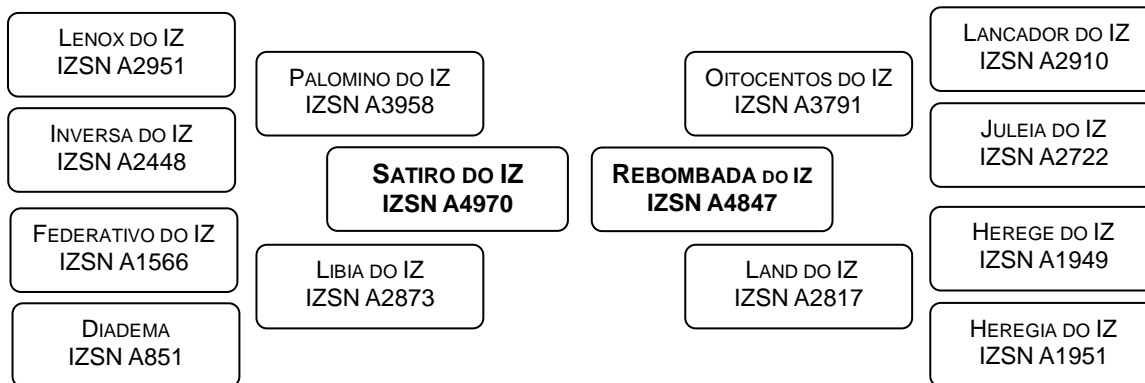 LENOX DO IZ
IZSN A2951
INVERSA DO IZ
IZSN A2448
FEDERATIVO DO IZ
IZSN A1566
DIADEMA
IZSN A851
PALOMINO DO IZ
IZSN A3958
LIBIA DO IZ
IZSN A2873
SATIRO DO IZ
IZSN A4970
REBOMBADA DO IZ
IZSN A4847
OITOCENTOS DO IZ
IZSN A3791
LAND DO IZ
IZSN A2817
LANCADOR DO IZ
IZSN A2910
JULEIA DO IZ
IZSN A2722
HEREGE DO IZ
IZSN A1949
HEREGIA DO IZ
IZSN A1951